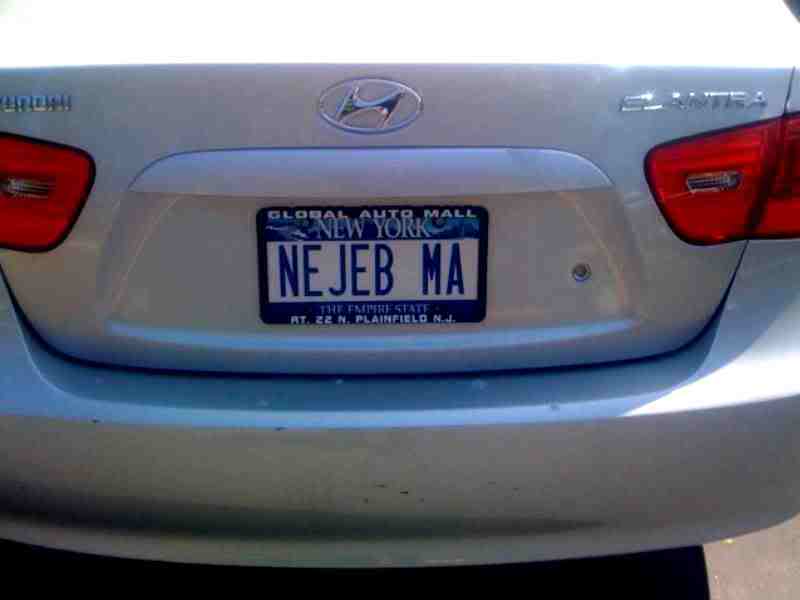 HYUNDAI
ELANTRA
GLOBAL AUTO MALL
NEW YORK
NEJEB MA
THE EMPIRE STATE
RT. 22 N. PLAINFIELD N.J.